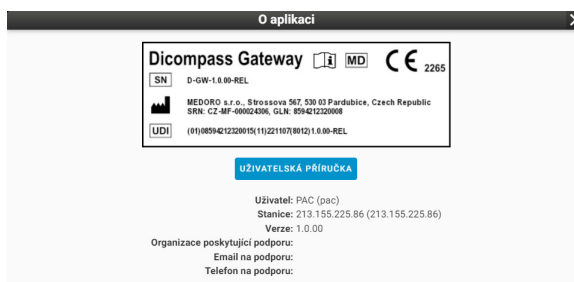 O aplikaci
Dicompass Gateway MD CE 2265
SN D-GW-1.0.00-REL
MEDORO s.r.o., Strossova 567, 530 03 Pardubice, Czech Republic
SRN: CZ-MF-000024306, GLN: 8594212320008
UDI (01)08594212320015(11)221107(8012)1.0.00-REL
UŽIVATELSKÁ PŘÍRUČKA
Uživatel: PAC (pac)
Stanice: 213.155.225.86 (213.155.225.86)
Verze: 1.0.00
Organizace poskytující podporu:
Email na podporu:
Telefon na podporu: